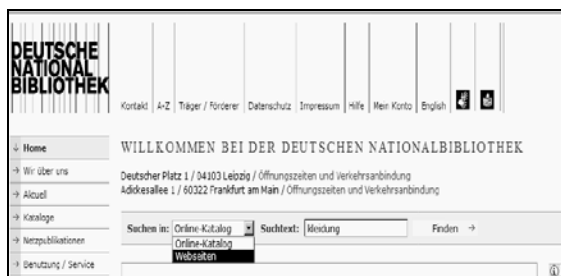 DEUTSCHE
NATIONAL
BIBLIOTHEK
Kontakt A-Z Träger / Förderer Datenschutz Impressum Hilfe Mein Konto English
↓ Home
→ Wir über uns
→ Aktuell
→ Kataloge
→ Netzpublikationen
→ Benutzung / Service
WILLKOMMEN BEI DER DEUTSCHEN NATIONALBIBLIOTHEK
Deutscher Platz 1 / 04103 Leipzig / Öffnungszeiten und Verkehrsanbindung
Adickesallee 1 / 60322 Frankfurt am Main / Öffnungszeiten und Verkehrsanbindung
Suchen in: Online-Katalog Suchtext: kleidung Finden →
Online-Katalog
Webseiten